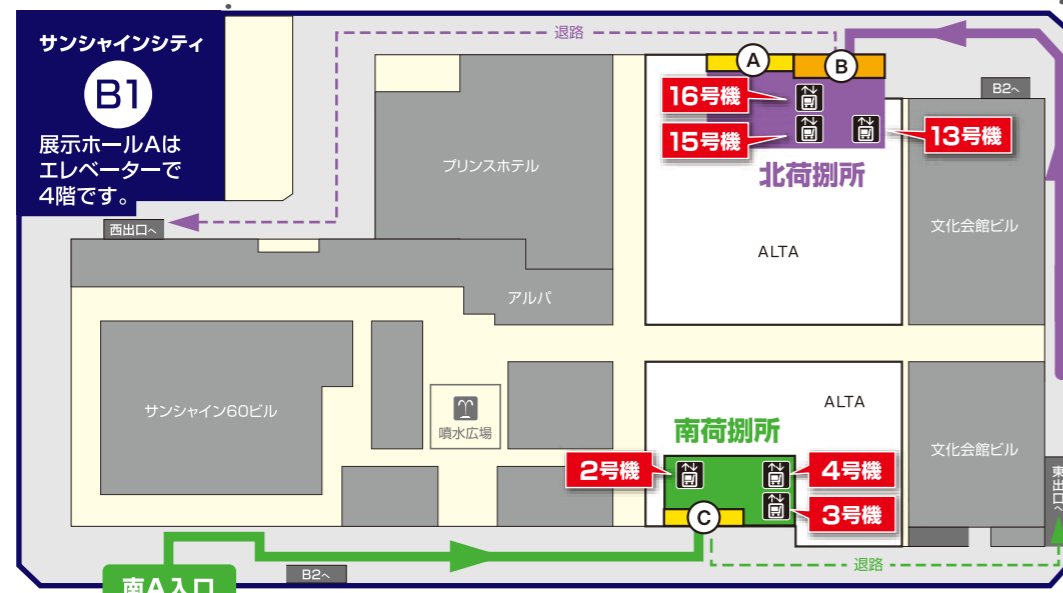 サンシャインシティ
B1
展示ホールAは
エレベーターで
4階です。
退路
A
B
B2へ
16号機
15号機
13号機
北荷捌所
プリンスホテル
文化会館ビル
西出口へ
ALTA
アルパ
サンシャイン60ビル
噴水広場
ALTA
南荷捌所
文化会館ビル
2号機
4号機
3号機
C
東出口へ
退路
B2へ
南A入口